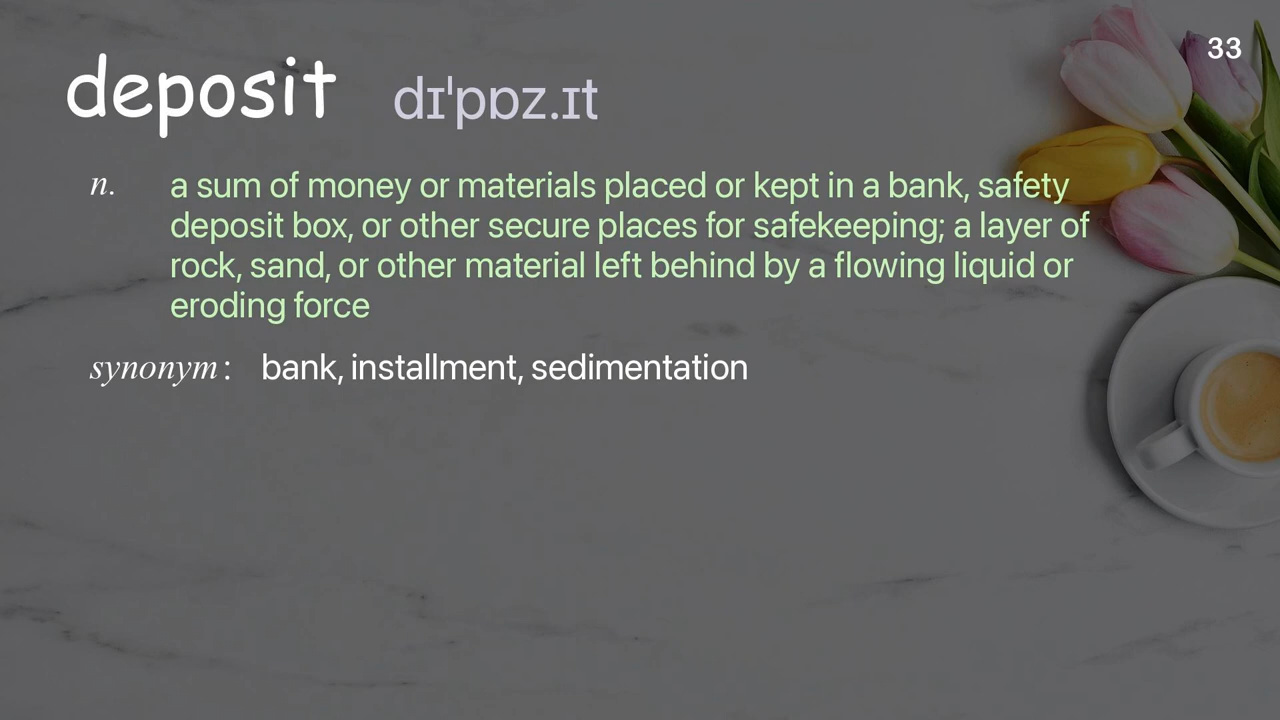 33
deposit dɪˈpɒz.ɪt
n. a sum of money or materials placed or kept in a bank, safety
deposit box, or other secure places for safekeeping; a layer of
rock, sand, or other material left behind by a flowing liquid or
eroding force
synonym: bank, installment, sedimentation